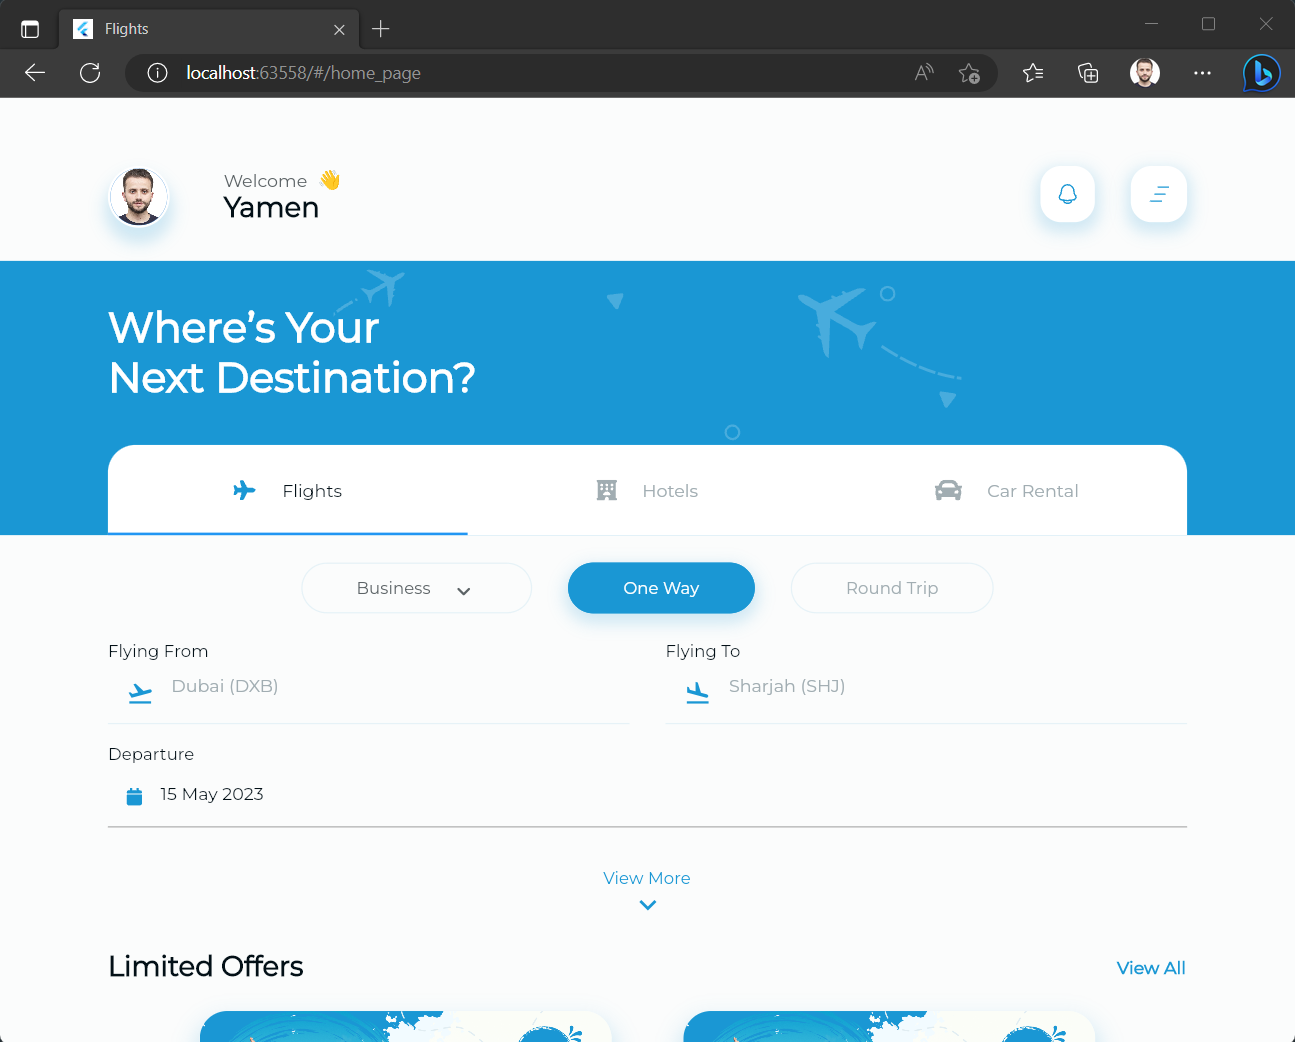 Flights
localhost:63558/#/home_page
Welcome 👋
Yamen
Where’s Your
Next Destination?
Flights
Hotels
Car Rental
Business
One Way
Round Trip
Flying From
Flying To
Dubai (DXB)
Sharjah (SHJ)
Departure
15 May 2023
View More
Limited Offers
View All